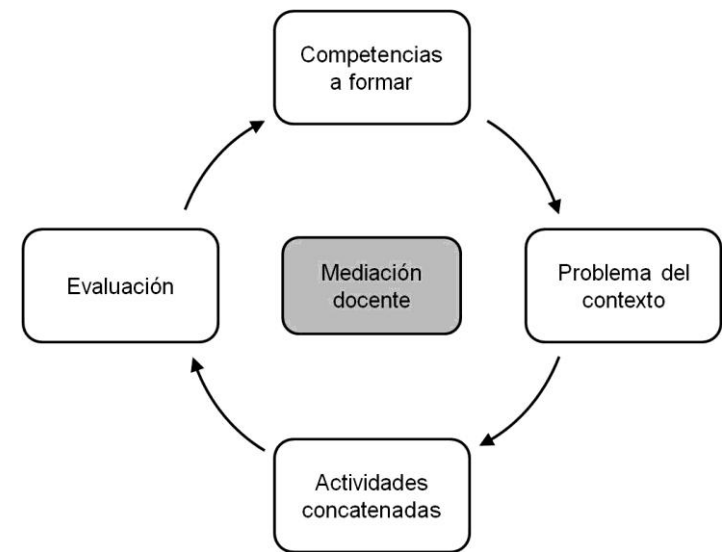 Competencias
a formar
Evaluación
Mediación
docente
Problema del
contexto
Actividades
concatenadas